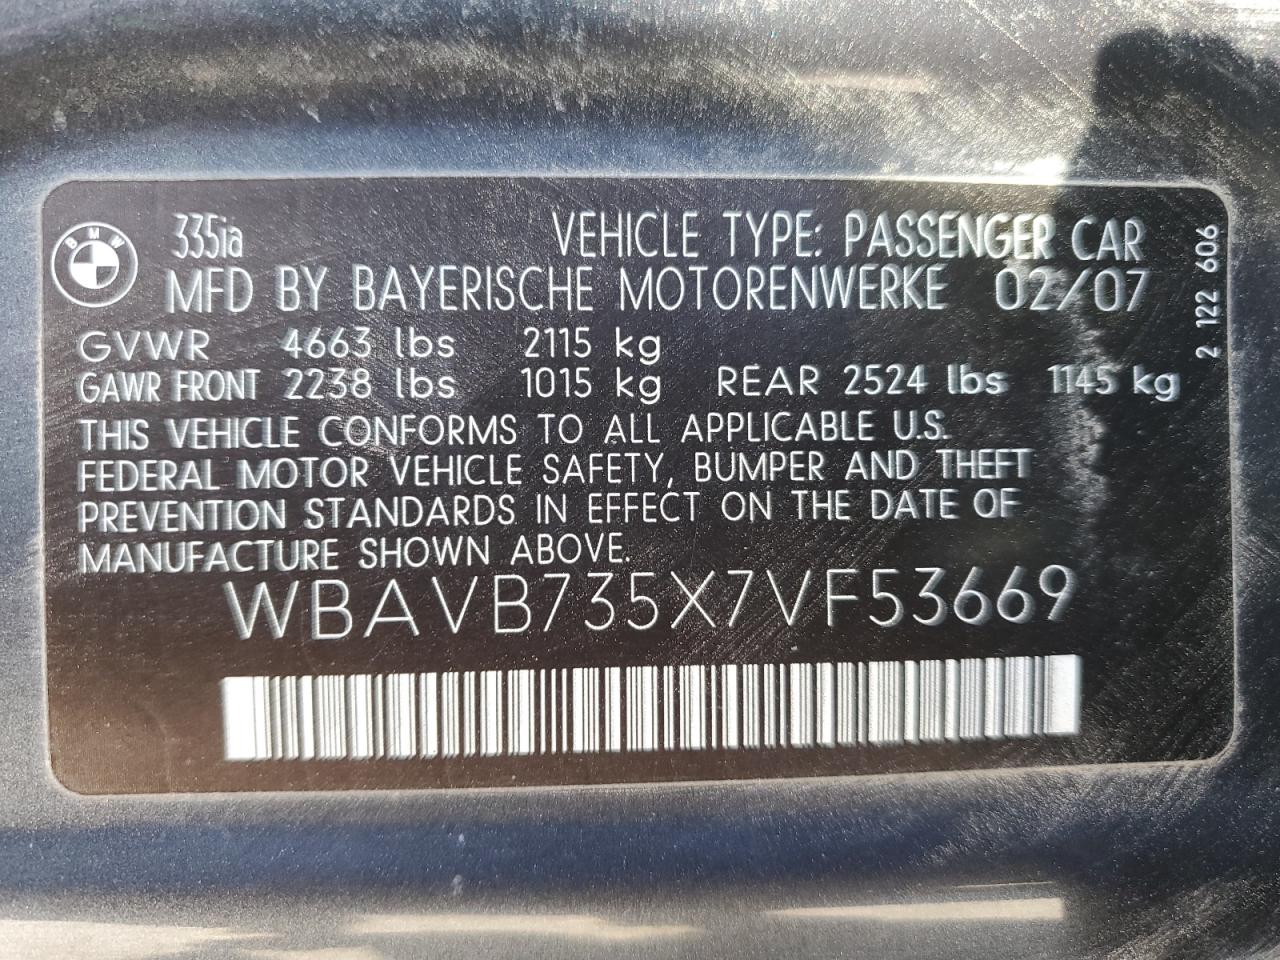 BMW
335ia VEHICLE TYPE: PASSENGER CAR
MFD BY BAYERISCHE MOTORENWERKE 02/07
GVWR 4663 lbs 2115 kg
GAWR FRONT 2238 lbs 1015 kg REAR 2524 lbs 1145 kg
THIS VEHICLE CONFORMS TO ALL APPLICABLE U.S.
FEDERAL MOTOR VEHICLE SAFETY, BUMPER AND THEFT
PREVENTION STANDARDS IN EFFECT ON THE DATE OF
MANUFACTURE SHOWN ABOVE.
WBAVB735X7VF53669
2 122 606